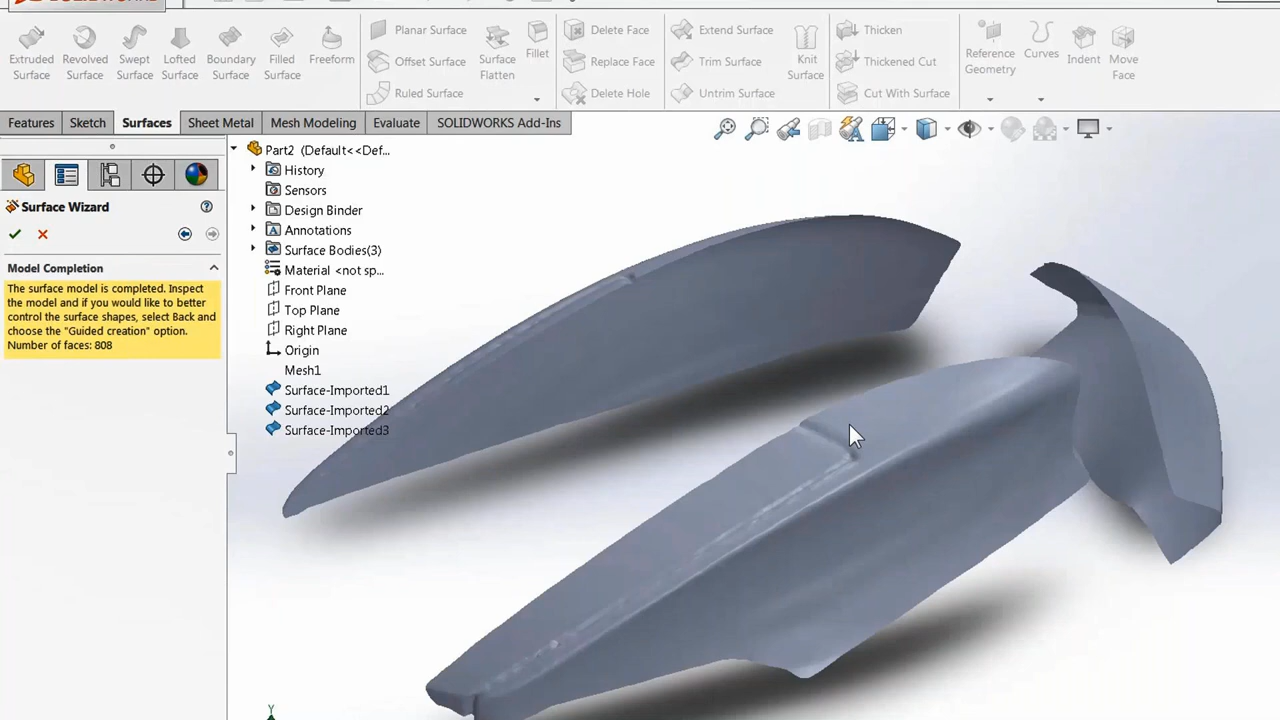 SOLIDWORKS
Extruded Surface
Revolved Surface
Swept Surface
Lofted Surface
Boundary Surface
Filled Surface
Freeform
Planar Surface
Offset Surface
Ruled Surface
Surface Flatten
Fillet
Delete Face
Replace Face
Delete Hole
Extend Surface
Trim Surface
Untrim Surface
Knit Surface
Thicken
Thickened Cut
Cut With Surface
Reference Geometry
Curves
Indent
Move Face
Features
Sketch
Surfaces
Sheet Metal
Mesh Modeling
Evaluate
SOLIDWORKS Add-Ins
Surface Wizard
Model Completion
The surface model is completed. Inspect
the model and if you would like to better
control the surface shapes, select Back and
choose the "Guided creation" option.
Number of faces: 808
Part2 (Default<<Def...
History
Sensors
Design Binder
Annotations
Surface Bodies(3)
Material <not sp...
Front Plane
Top Plane
Right Plane
Origin
Mesh1
Surface-Imported1
Surface-Imported2
Surface-Imported3
Y